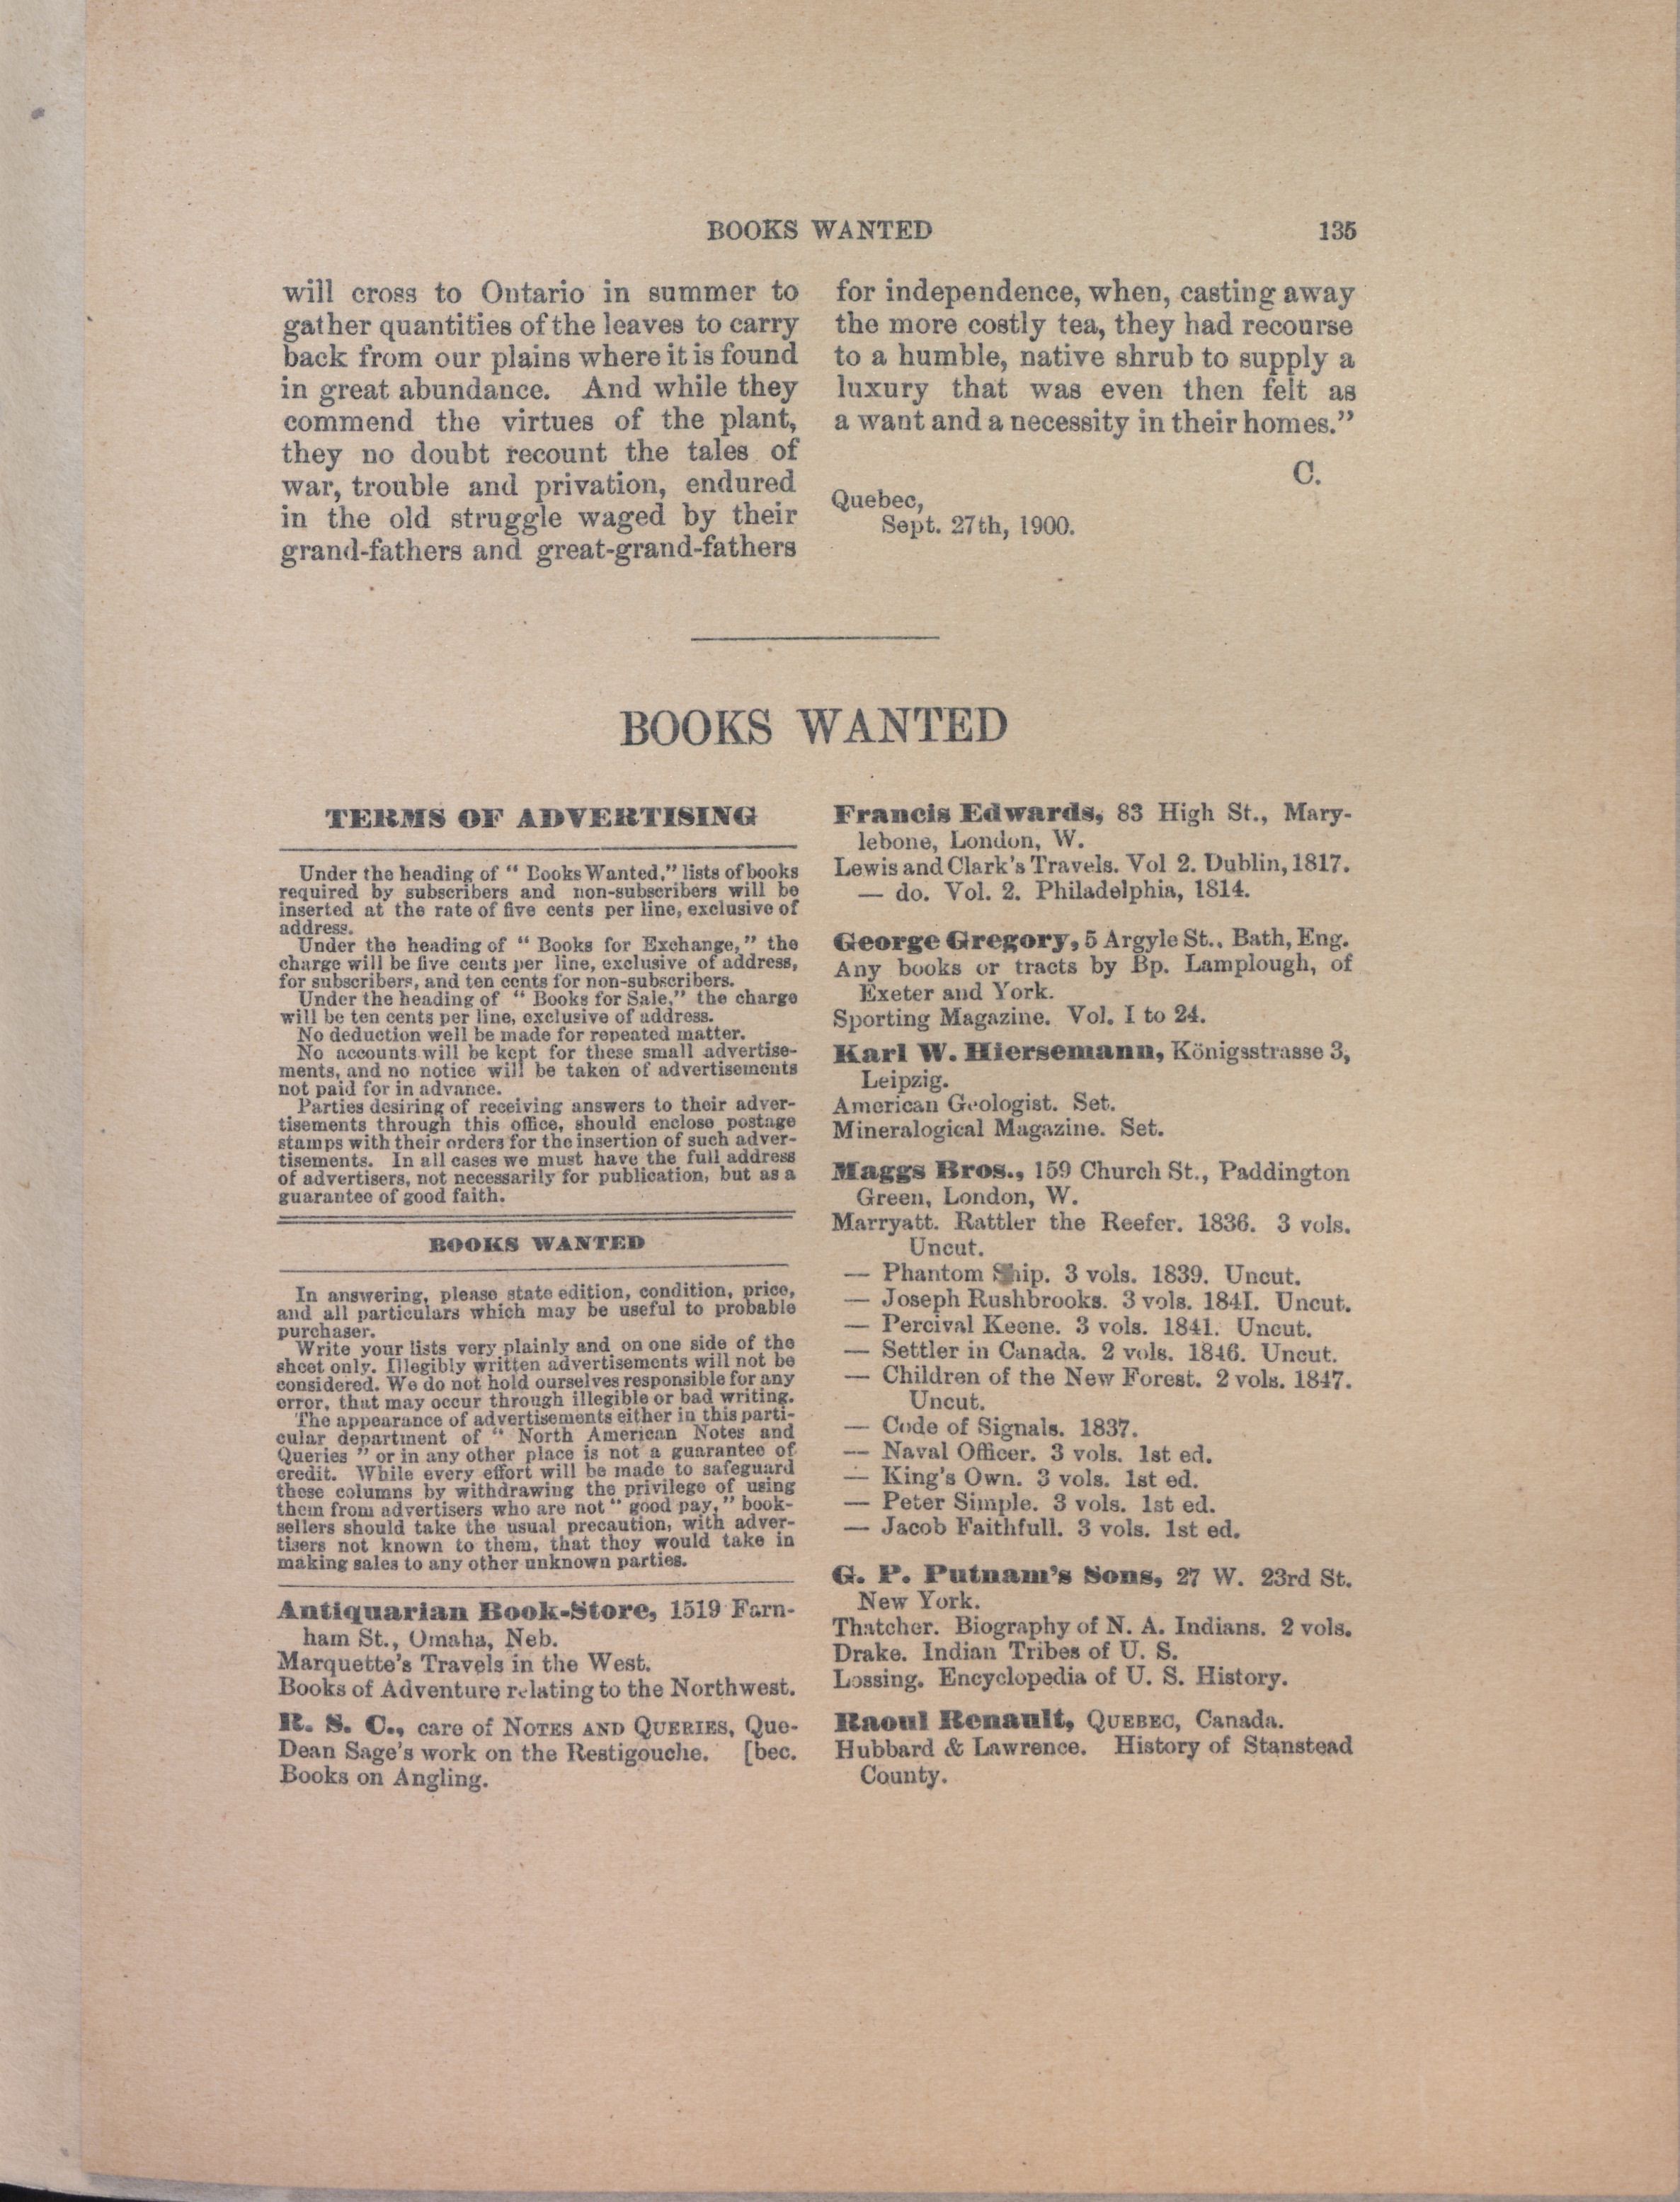 BOOKS WANTED 135
will cross to Ontario in summer to
gather quantities of the leaves to carry
back from our plains where it is found
in great abundance. And while they
commend the virtues of the plant,
they no doubt recount the tales of
war, trouble and privation, endured
in the old struggle waged by their
grand-fathers and great-grand-fathers
for independence, when, casting away
the more costly tea, they had recourse
to a humble, native shrub to supply a
luxury that was even then felt as
a want and a necessity in their homes.”
C.
Quebec,
Sept. 27th, 1900.
BOOKS WANTED
TERMS OF ADVERTISING
Under the heading of “ Books Wanted,” lists of books
required by subscribers and non-subscribers will be
inserted at the rate of five cents per line, exclusive of
address.
Under the heading of “ Books for Exchange,” the
charge will be five cents per line, exclusive of address,
for subscribers, and ten cents for non-subscribers.
Under the heading of “ Books for Sale,” the charge
will be ten cents per line, exclusive of address.
No deduction well be made for repeated matter.
No accounts will be kept for these small advertise-
ments, and no notice will be taken of advertisements
not paid for in advance.
Parties desiring of receiving answers to their adver-
tisements through this office, should enclose postage
stamps with their orders for the insertion of such adver-
tisements. In all cases we must have the full address
of advertisers, not necessarily for publication, but as a
guarantee of good faith.
BOOKS WANTED
In answering, please state edition, condition, price,
and all particulars which may be useful to probable
purchaser.
Write your lists very plainly and on one side of the
sheet only. Illegibly written advertisements will not be
considered. We do not hold ourselves responsible for any
error, that may occur through illegible or bad writing.
The appearance of advertisements either in this parti-
cular department of “ North American Notes and
Queries ” or in any other place is not a guarantee of
credit. While every effort will be made to safeguard
these columns by withdrawing the privilege of using
them from advertisers who are not “ good pay, ” book-
sellers should take the usual precaution, with adver-
tisers not known to them, that they would take in
making sales to any other unknown parties.
Antiquarian Book-Store, 1519 Farn-
ham St., Omaha, Neb.
Marquette’s Travels in the West.
Books of Adventure relating to the Northwest.
R. S. C., care of NOTES AND QUERIES, Que-
Dean Sage’s work on the Restigouche. [bec.
Books on Angling.
Francis Edwards, 83 High St., Mary-
lebone, London, W.
Lewis and Clark’s Travels. Vol 2. Dublin, 1817.
— do. Vol. 2. Philadelphia, 1814.
George Gregory, 5 Argyle St., Bath, Eng.
Any books or tracts by Bp. Lamplough, of
Exeter and York.
Sporting Magazine. Vol. I to 24.
Karl W. Hiersemann, Königsstrasse 3,
Leipzig.
American Geologist. Set.
Mineralogical Magazine. Set.
Maggs Bros., 159 Church St., Paddington
Green, London, W.
Marryatt. Rattler the Reefer. 1836. 3 vols.
Uncut.
— Phantom Ship. 3 vols. 1839. Uncut.
— Joseph Rushbrooks. 3 vols. 1841. Uncut.
— Percival Keene. 3 vols. 1841. Uncut.
— Settler in Canada. 2 vols. 1846. Uncut.
— Children of the New Forest. 2 vols. 1847.
Uncut.
— Code of Signals. 1837.
— Naval Officer. 3 vols. 1st ed.
— King’s Own. 3 vols. 1st ed.
— Peter Simple. 3 vols. 1st ed.
— Jacob Faithfull. 3 vols. 1st ed.
G. P. Putnam’s Sons, 27 W. 23rd St.
New York.
Thatcher. Biography of N. A. Indians. 2 vols.
Drake. Indian Tribes of U. S.
Lossing. Encyclopedia of U. S. History.
Raoul Renault, QUEBEC, Canada.
Hubbard & Lawrence. History of Stanstead
County.